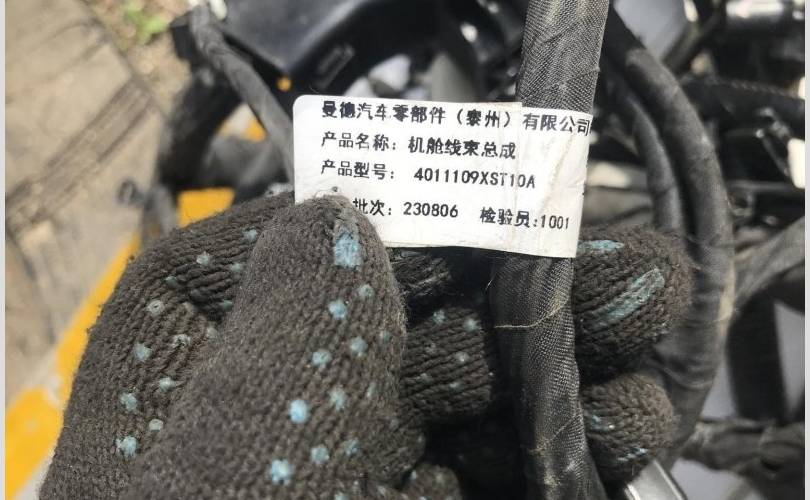 曼德汽车零部件（泰州）有限公司
产品名称：机舱线束总成
产品型号： 4011109XST10A
批次：230806 检验员:1001